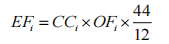 EFᵢ = CCᵢ × OFᵢ × 44/12